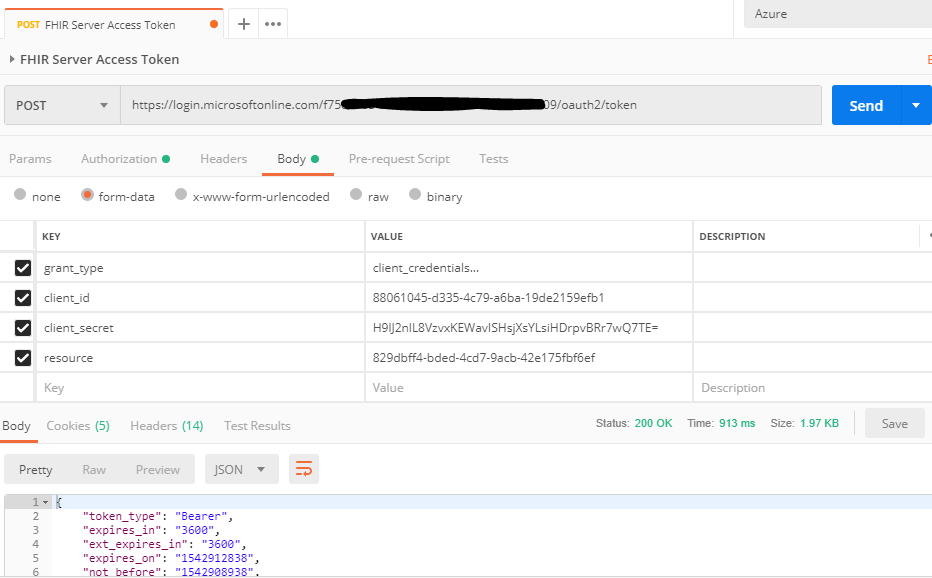 POST FHIR Server Access Token + ••• Azure
FHIR Server Access Token
POST https://login.microsoftonline.com/f75 09/oauth2/token Send
Params Authorization Headers Body Pre-request Script Tests
none form-data x-www-form-urlencoded raw binary
KEY VALUE DESCRIPTION
grant_type client_credentials...
client_id 88061045-d335-4c79-a6ba-19de2159efb1
client_secret H9IJ2nIL8VzvxKEWavISHsjXsYLsiHDrpvBRr7wQ7TE=
resource 829dbff4-bded-4cd7-9acb-42e175fbf6ef
Key Value Description
Body Cookies (5) Headers (14) Test Results Status: 200 OK Time: 913 ms Size: 1.97 KB Save
Pretty Raw Preview JSON
1 {
2 "token_type": "Bearer",
3 "expires_in": "3600",
4 "ext_expires_in": "3600",
5 "expires_on": "1542912838",
6 "not_before": "1542908938",